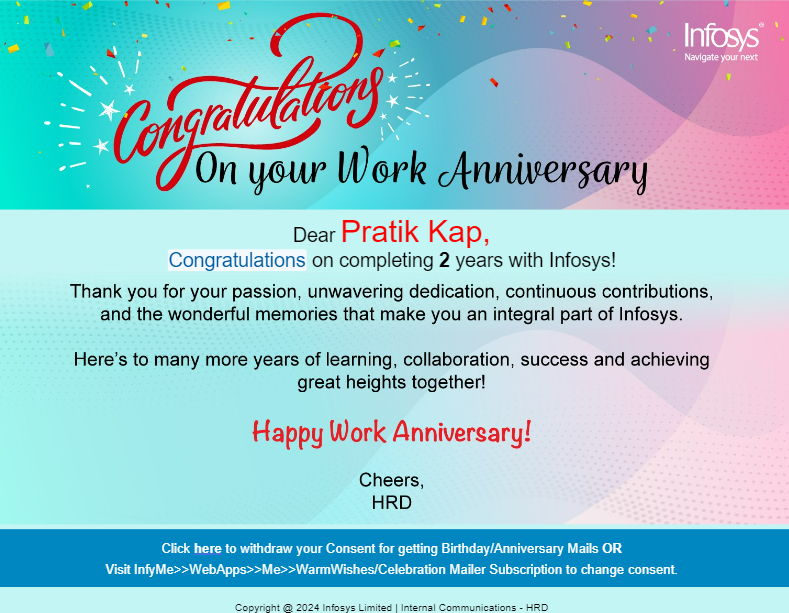 Infosys®
Navigate your next
Congratulations
On your Work Anniversary
Dear Pratik Kap,
Congratulations on completing 2 years with Infosys!
Thank you for your passion, unwavering dedication, continuous contributions,
and the wonderful memories that make you an integral part of Infosys.
Here’s to many more years of learning, collaboration, success and achieving
great heights together!
Happy Work Anniversary!
Cheers,
HRD
Click here to withdraw your Consent for getting Birthday/Anniversary Mails OR
Visit InfyMe>>WebApps>>Me>>WarmWishes/Celebration Mailer Subscription to change consent.
Copyright @ 2024 Infosys Limited | Internal Communications - HRD